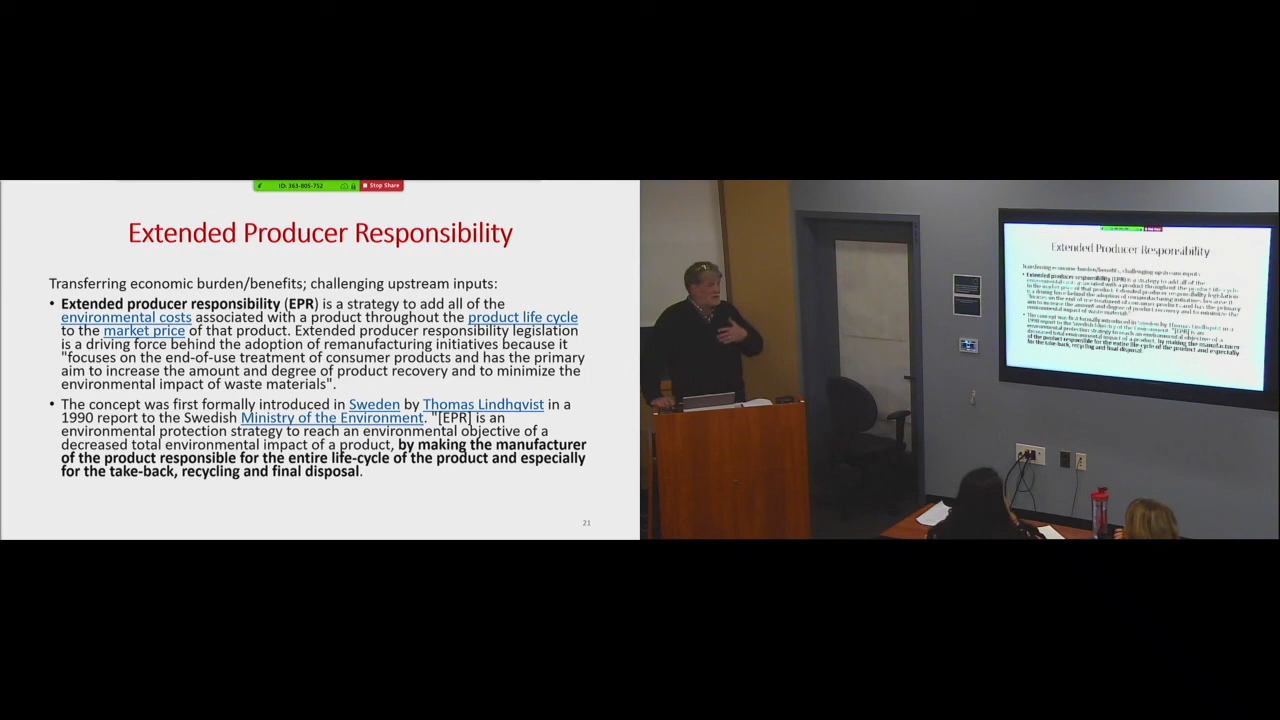 ID: 363-805-752
Stop Share
Extended Producer Responsibility
Transferring economic burden/benefits; challenging upstream inputs:
• Extended producer responsibility (EPR) is a strategy to add all of the
environmental costs associated with a product throughout the product life cycle
to the market price of that product. Extended producer responsibility legislation
is a driving force behind the adoption of remanufacturing initiatives because it
"focuses on the end-of-use treatment of consumer products and has the primary
aim to increase the amount and degree of product recovery and to minimize the
environmental impact of waste materials".
• The concept was first formally introduced in Sweden by Thomas Lindhqvist in a
1990 report to the Swedish Ministry of the Environment. "[EPR] is an
environmental protection strategy to reach an environmental objective of a
decreased total environmental impact of a product, by making the manufacturer
of the product responsible for the entire life-cycle of the product and especially
for the take-back, recycling and final disposal.
21
Extended Producer Responsibility
Transferring economic burden/benefits; challenging upstream inputs: